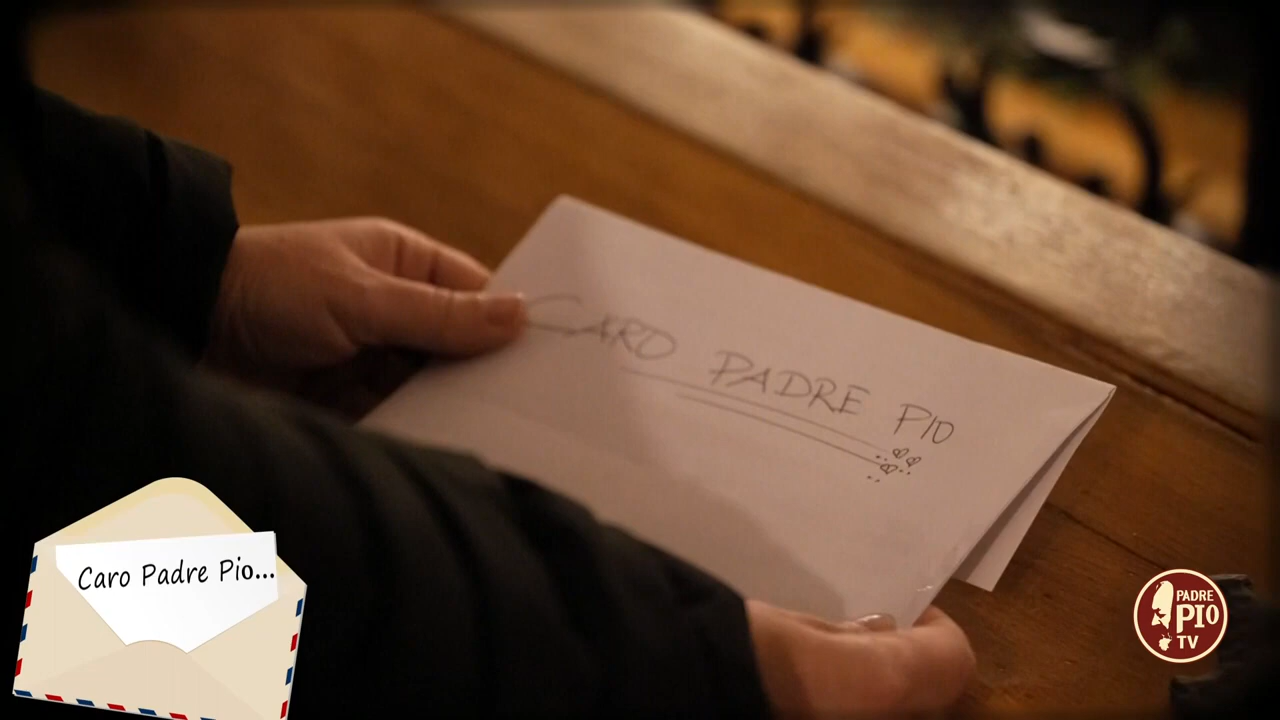 CARO PADRE PIO
Caro Padre Pio...
PADRE
PIO
TV